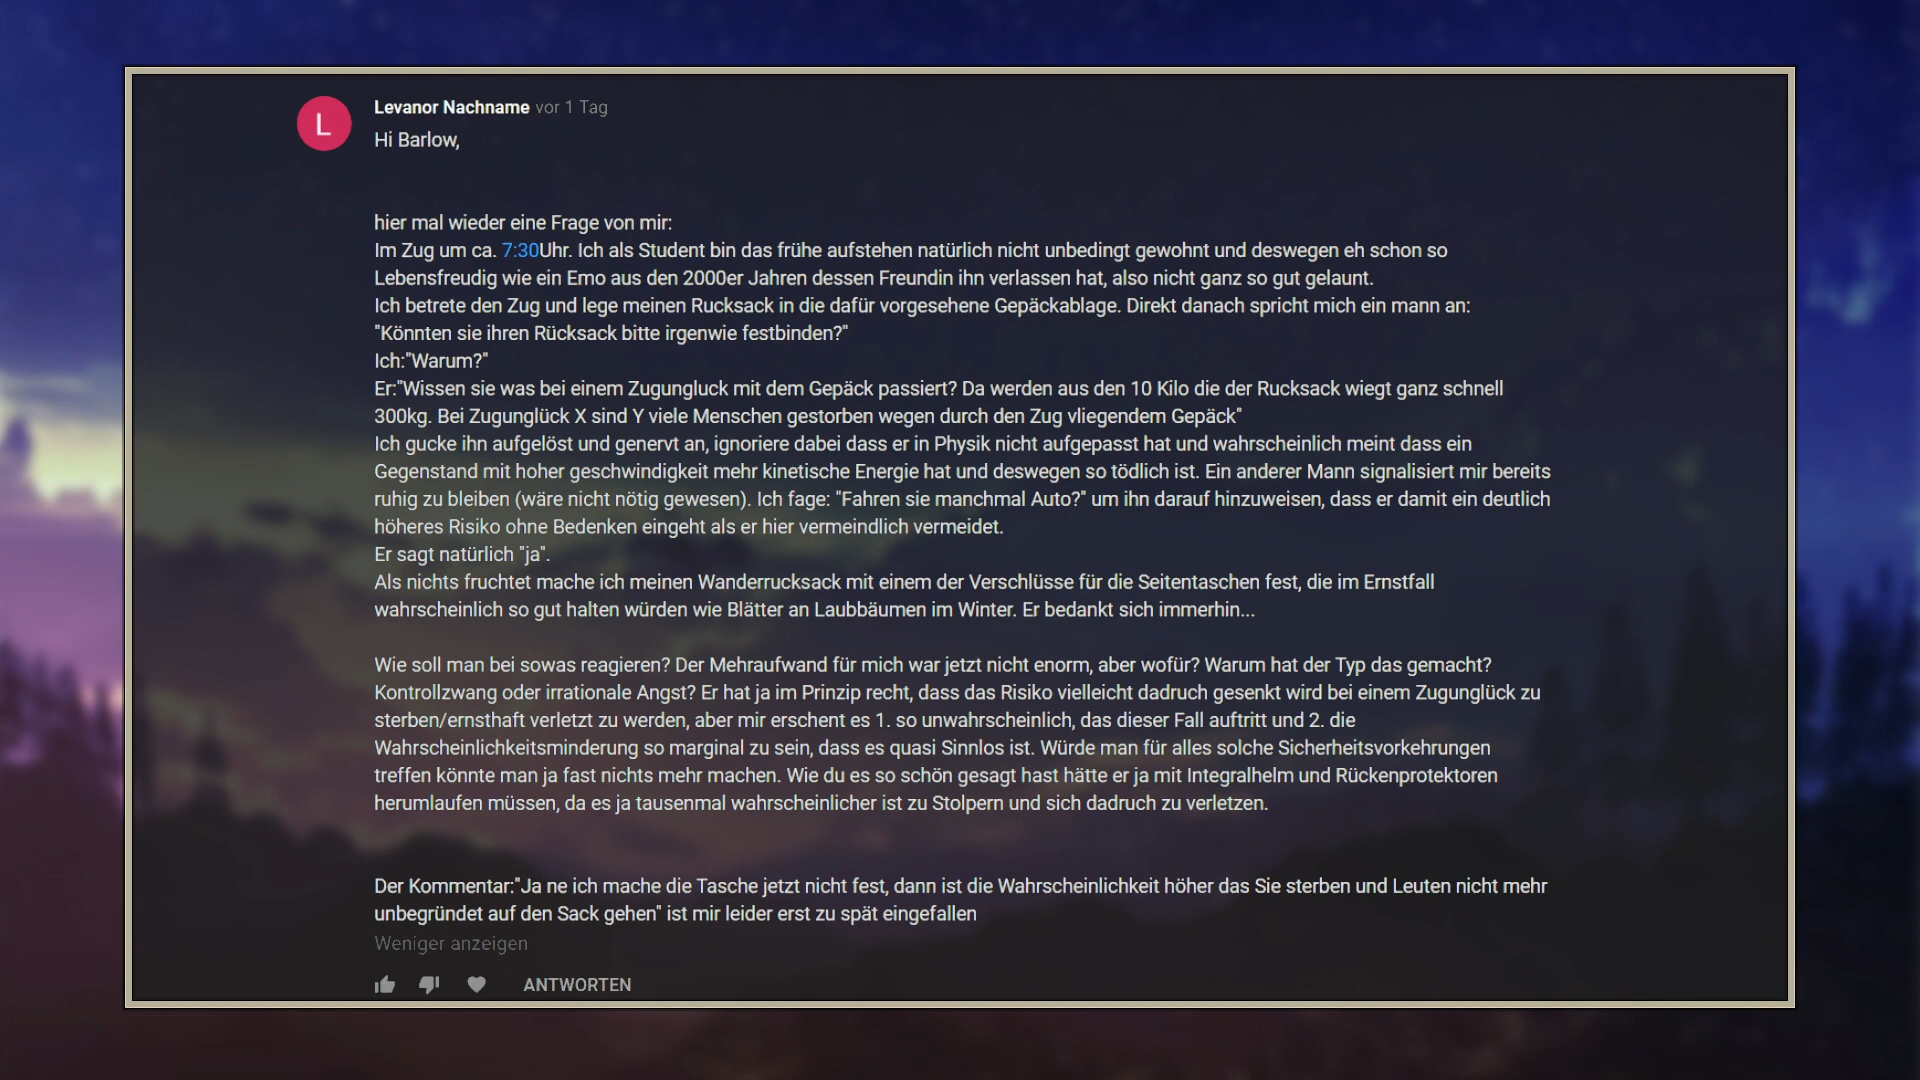 L
Levanor Nachname vor 1 Tag
Hi Barlow,
hier mal wieder eine Frage von mir:
Im Zug um ca. 7:30Uhr. Ich als Student bin das frühe aufstehen natürlich nicht unbedingt gewohnt und deswegen eh schon so
Lebensfreudig wie ein Emo aus den 2000er Jahren dessen Freundin ihn verlassen hat, also nicht ganz so gut gelaunt.
Ich betrete den Zug und lege meinen Rucksack in die dafür vorgesehene Gepäckablage. Direkt danach spricht mich ein mann an:
"Könnten sie ihren Rücksack bitte irgenwie festbinden?"
Ich:"Warum?"
Er:"Wissen sie was bei einem Zugungluck mit dem Gepäck passiert? Da werden aus den 10 Kilo die der Rucksack wiegt ganz schnell
300kg. Bei Zugunglück X sind Y viele Menschen gestorben wegen durch den Zug vliegendem Gepäck"
Ich gucke ihn aufgelöst und genervt an, ignoriere dabei dass er in Physik nicht aufgepasst hat und wahrscheinlich meint dass ein
Gegenstand mit hoher geschwindigkeit mehr kinetische Energie hat und deswegen so tödlich ist. Ein anderer Mann signalisiert mir bereits
ruhig zu bleiben (wäre nicht nötig gewesen). Ich fage: "Fahren sie manchmal Auto?" um ihn darauf hinzuweisen, dass er damit ein deutlich
höheres Risiko ohne Bedenken eingeht als er hier vermeindlich vermeidet.
Er sagt natürlich "ja".
Als nichts fruchtet mache ich meinen Wanderrucksack mit einem der Verschlüsse für die Seitentaschen fest, die im Ernstfall
wahrscheinlich so gut halten würden wie Blätter an Laubbäumen im Winter. Er bedankt sich immerhin...
Wie soll man bei sowas reagieren? Der Mehraufwand für mich war jetzt nicht enorm, aber wofür? Warum hat der Typ das gemacht?
Kontrollzwang oder irrationale Angst? Er hat ja im Prinzip recht, dass das Risiko vielleicht dadruch gesenkt wird bei einem Zugunglück zu
sterben/ernsthaft verletzt zu werden, aber mir erschent es 1. so unwahrscheinlich, das dieser Fall auftritt und 2. die
Wahrscheinlichkeitsminderung so marginal zu sein, dass es quasi Sinnlos ist. Würde man für alles solche Sicherheitsvorkehrungen
treffen könnte man ja fast nichts mehr machen. Wie du es so schön gesagt hast hätte er ja mit Integralhelm und Rückenprotektoren
herumlaufen müssen, da es ja tausenmal wahrscheinlicher ist zu Stolpern und sich dadruch zu verletzen.
Der Kommentar:"Ja ne ich mache die Tasche jetzt nicht fest, dann ist die Wahrscheinlichkeit höher das Sie sterben und Leuten nicht mehr
unbegründet auf den Sack gehen" ist mir leider erst zu spät eingefallen
Weniger anzeigen
ANTWORTEN